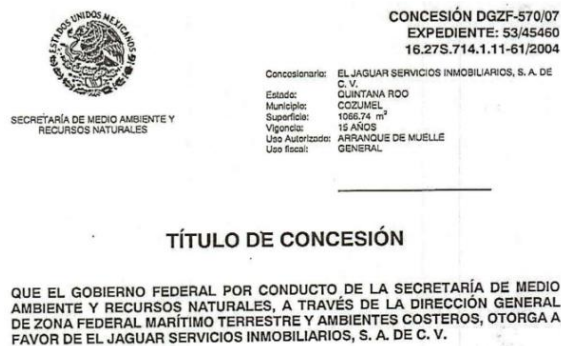 ESTADOS UNIDOS MEXICANOS
SECRETARÍA DE MEDIO AMBIENTE Y
RECURSOS NATURALES
CONCESIÓN DGZF-570/07
EXPEDIENTE: 53/45460
16.27S.714.1.11-61/2004
Concesionario: EL JAGUAR SERVICIOS INMOBILIARIOS, S. A. DE
C. V.
Estado: QUINTANA ROO
Municipio: COZUMEL
Superficie: 1066.74 m²
Vigencia: 15 AÑOS
Uso Autorizado: ARRANQUE DE MUELLE
Uso fiscal: GENERAL
TÍTULO DE CONCESIÓN
QUE EL GOBIERNO FEDERAL POR CONDUCTO DE LA SECRETARÍA DE MEDIO
AMBIENTE Y RECURSOS NATURALES, A TRAVÉS DE LA DIRECCIÓN GENERAL
DE ZONA FEDERAL MARÍTIMO TERRESTRE Y AMBIENTES COSTEROS, OTORGA A
FAVOR DE EL JAGUAR SERVICIOS INMOBILIARIOS, S. A. DE C. V.